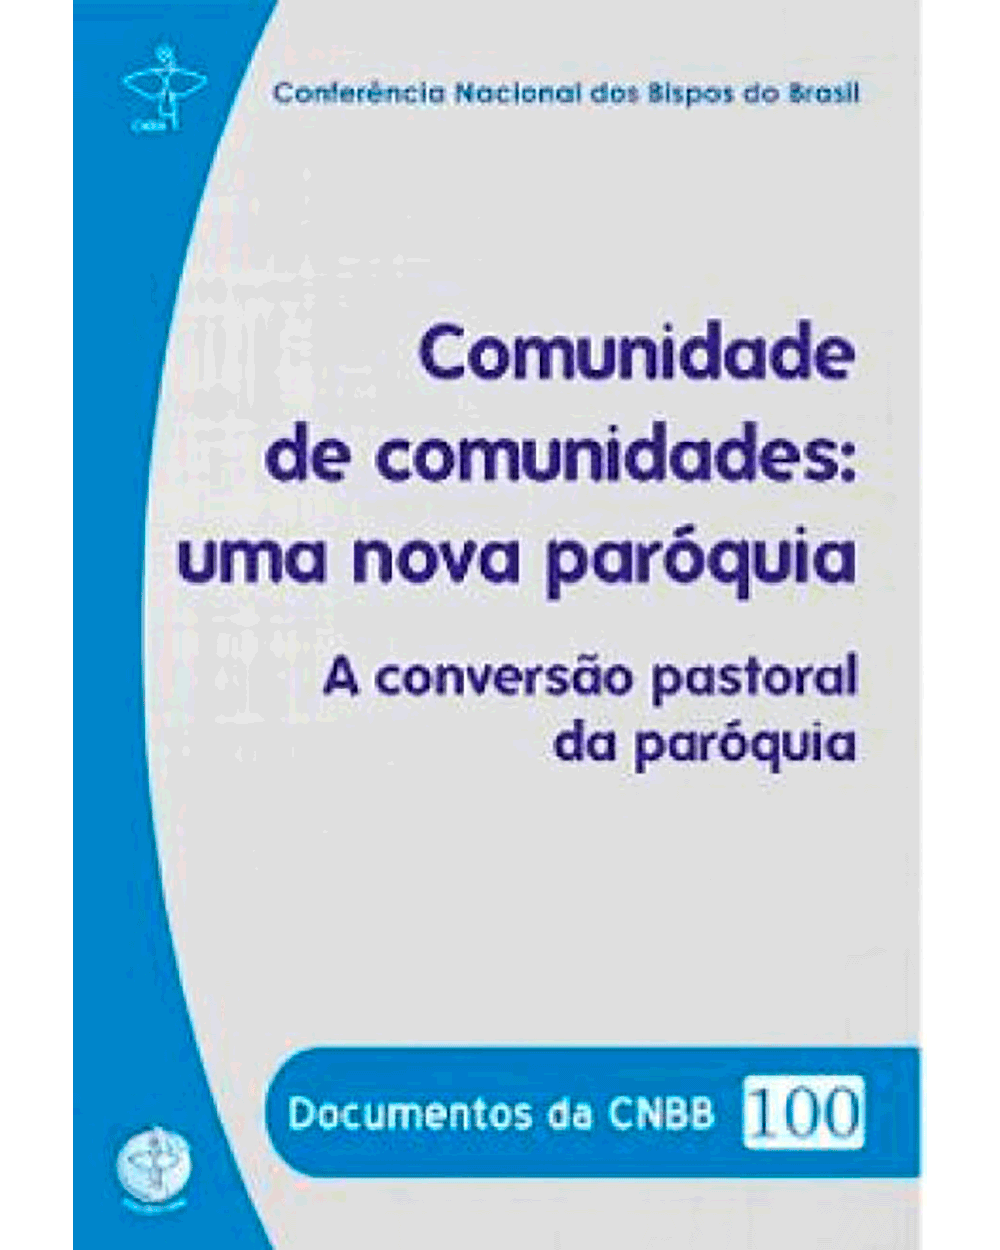 Conferência Nacional dos Bispos do Brasil
CNBB
Comunidade
de comunidades:
uma nova paróquia
A conversão pastoral
da paróquia
Documentos da CNBB 100